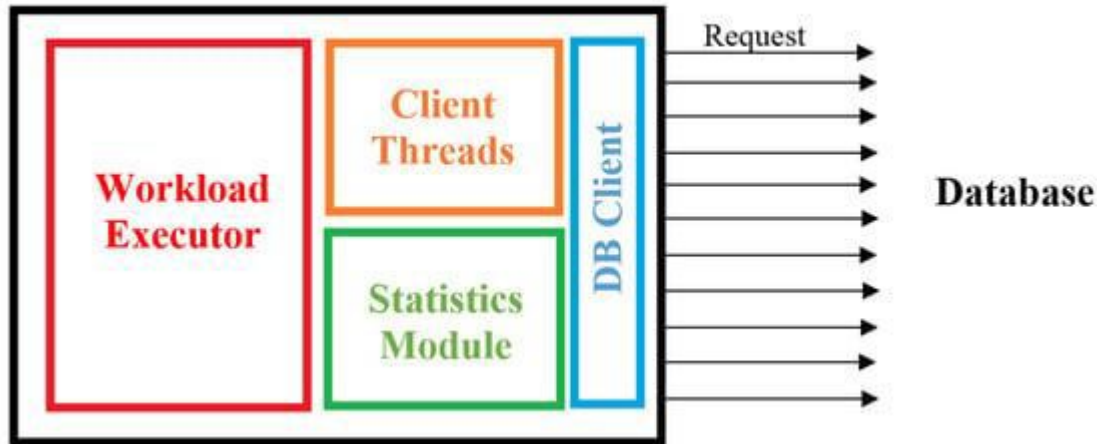 Workload
Executor
Client
Threads
Statistics
Module
DB Client
Request
Database